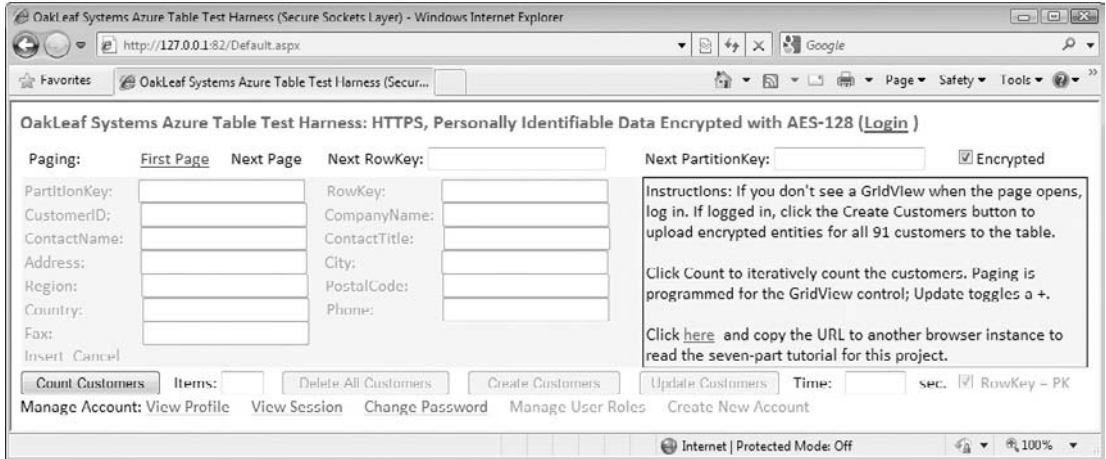 OakLeaf Systems Azure Table Test Harness (Secure Sockets Layer) - Windows Internet Explorer
http://127.0.0.1:82/Default.aspx Google
Favorites OakLeaf Systems Azure Table Test Harness (Secur... Page Safety Tools
OakLeaf Systems Azure Table Test Harness: HTTPS, Personally Identifiable Data Encrypted with AES-128 (Login )
Paging: First Page Next Page Next RowKey: Next PartitionKey: Encrypted
PartitionKey: RowKey:
CustomerID: CompanyName:
ContactName: ContactTitle:
Address: City:
Region: PostalCode:
Country: Phone:
Fax:
Insert Cancel
Instructions: If you don't see a GridView when the page opens,
log in. If logged in, click the Create Customers button to
upload encrypted entities for all 91 customers to the table.
Click Count to iteratively count the customers. Paging is
programmed for the GridView control; Update toggles a +.
Click here and copy the URL to another browser instance to
read the seven-part tutorial for this project.
Count Customers Items: Delete All Customers Create Customers Update Customers Time: sec. RowKey = PK
Manage Account: View Profile View Session Change Password Manage User Roles Create New Account
Internet | Protected Mode: Off 100%